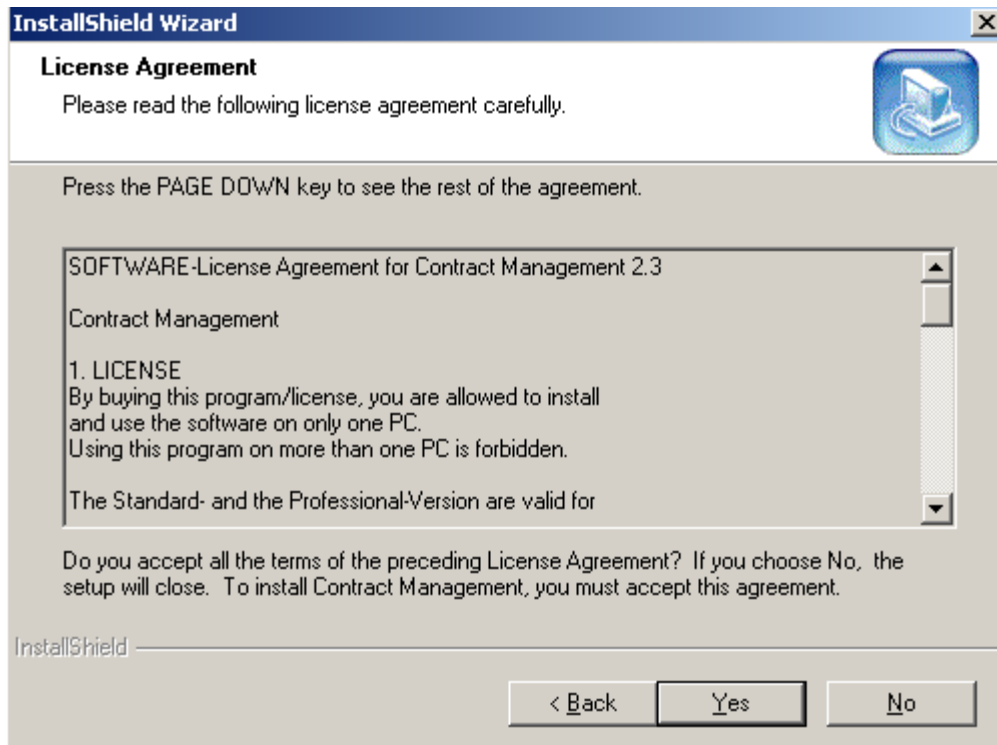 InstallShield Wizard
License Agreement
Please read the following license agreement carefully.
Press the PAGE DOWN key to see the rest of the agreement.
SOFTWARE-License Agreement for Contract Management 2.3
Contract Management
1. LICENSE
By buying this program/license, you are allowed to install
and use the software on only one PC.
Using this program on more than one PC is forbidden.
The Standard- and the Professional-Version are valid for
Do you accept all the terms of the preceding License Agreement?  If you choose No,  the
setup will close.  To install Contract Management, you must accept this agreement.
InstallShield
< Back
Yes
No